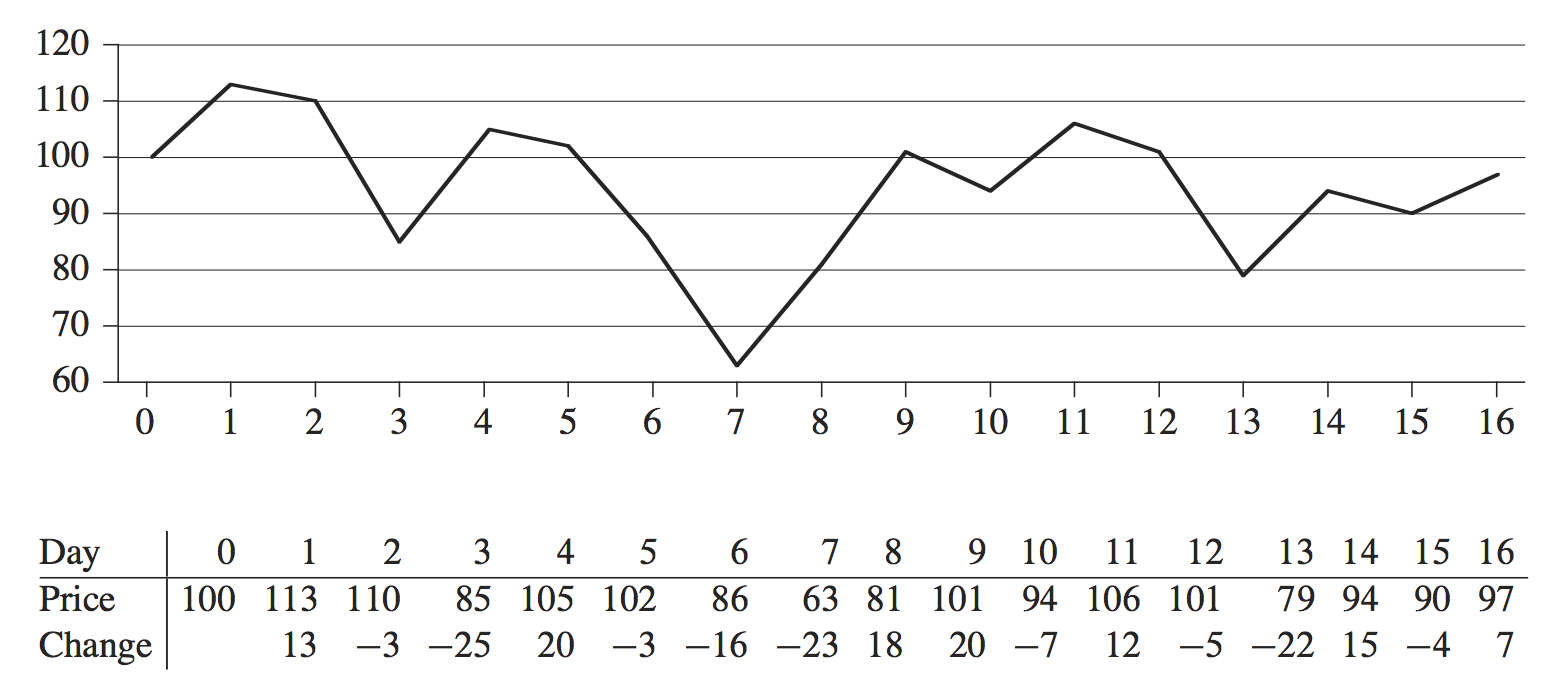 120
110
100
90
80
70
60
0 1 2 3 4 5 6 7 8 9 10 11 12 13 14 15 16
Day 0 1 2 3 4 5 6 7 8 9 10 11 12 13 14 15 16
Price 100 113 110 85 105 102 86 63 81 101 94 106 101 79 94 90 97
Change 13 −3 −25 20 −3 −16 −23 18 20 −7 12 −5 −22 15 −4 7